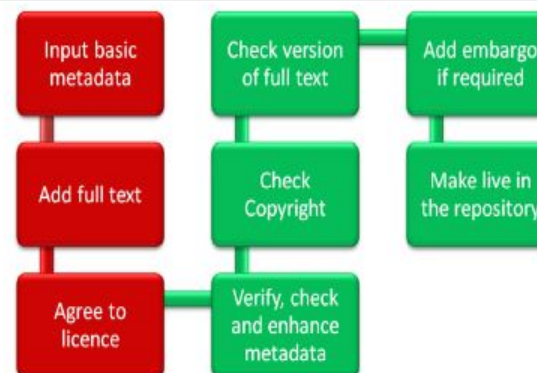 Input basic
metadata
Add full text
Agree to
licence
Verify, check
and enhance
metadata
Check
Copyright
Check version
of full text
Add embargo
if required
Make live in
the repository